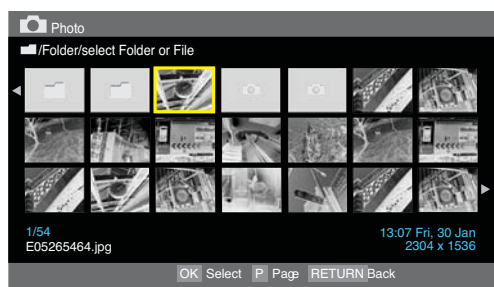 Photo
/Folder/select Folder or File
1/54
13:07 Fri, 30 Jan
E05265464.jpg
2304 x 1536
OK Select P Page RETURN Back